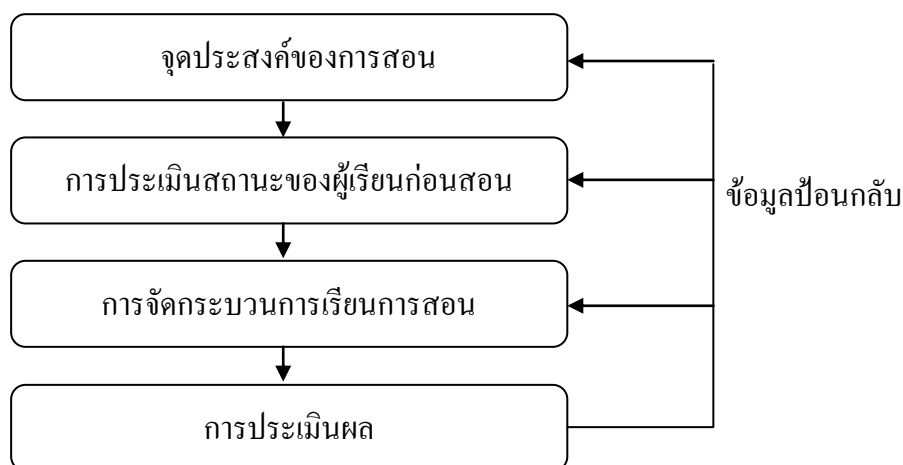 จุดประสงค์ของการสอน
การประเมินสถานะของผู้เรียนก่อนสอน
ข้อมูลป้อนกลับ
การจัดกระบวนการเรียนการสอน
การประเมินผล